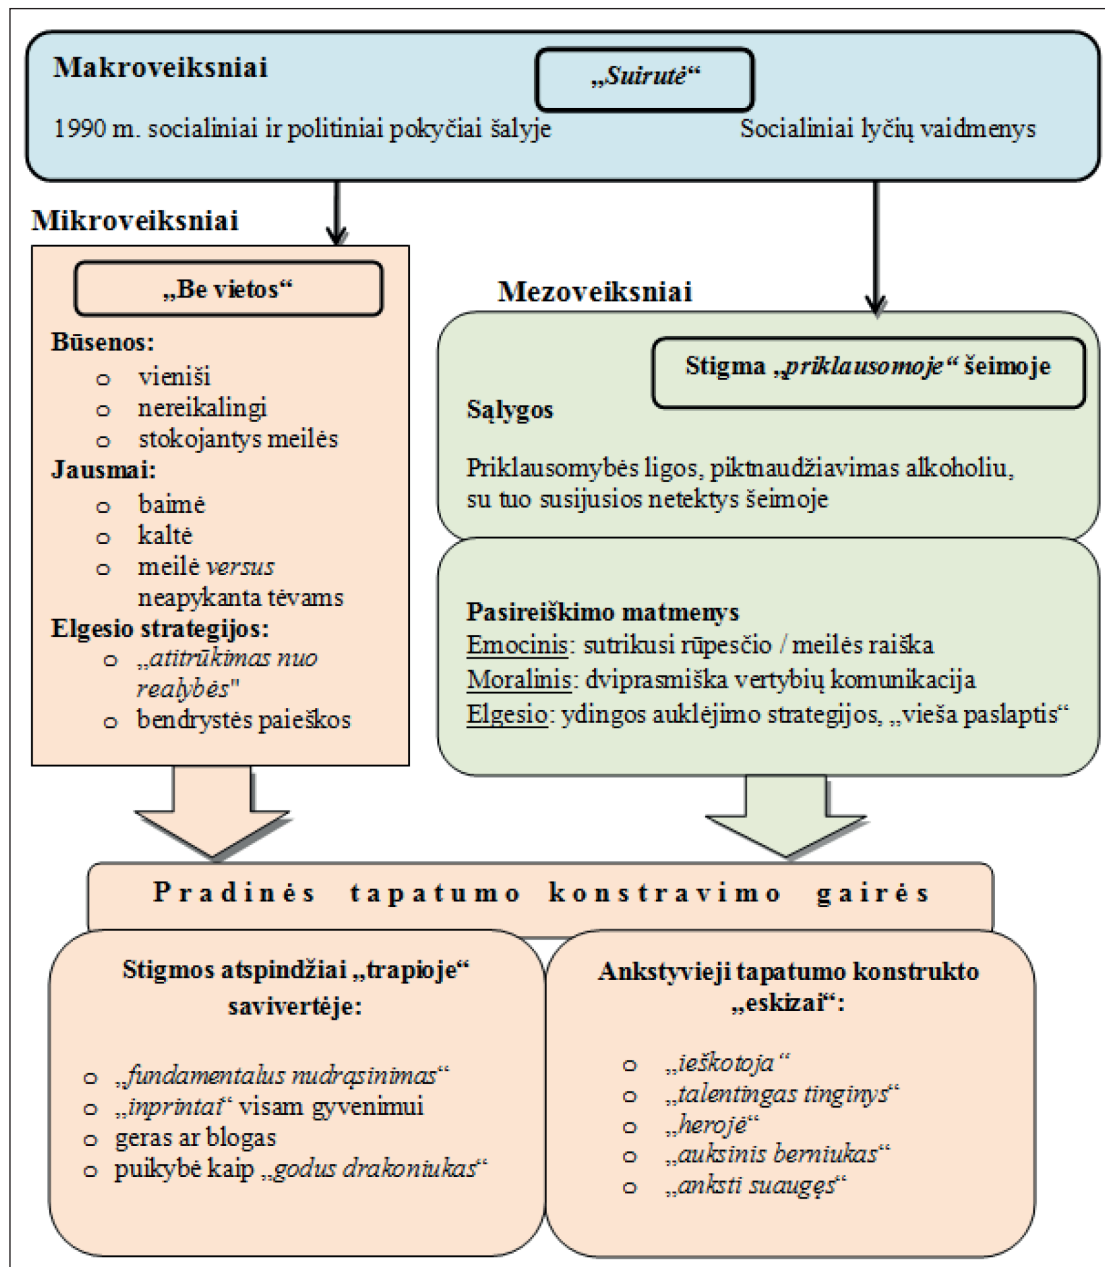 Makroveiksniai
„Suirutė“
1990 m. socialiniai ir politiniai pokyčiai šalyje
Socialiniai lyčių vaidmenys
Mikroveiksniai
„Be vietos“
Būsenos:
o vieniši
o nereikalingi
o stokojantys meilės
Jausmai:
o baimė
o kaltė
o meilė versus
neapykanta tėvams
Elgesio strategijos:
o „atitrūkimas nuo
realybės"
o bendrystės paieškos
Mezoveiksniai
Stigma „priklausomoje“ šeimoje
Sąlygos
Priklausomybės ligos, piktnaudžiavimas alkoholiu,
su tuo susijusios netektys šeimoje
Pasireiškimo matmenys
Emocinis: sutrikusi rūpesčio / meilės raiška
Moralinis: dviprasmiška vertybių komunikacija
Elgesio: ydingos auklėjimo strategijos, „vieša paslaptis“
Pradinės tapatumo konstravimo gairės
Stigmos atspindžiai „trapioje“
savivertėje:
o „fundamentalus nudrąsinimas“
o „inprintai“ visam gyvenimui
o geras ar blogas
o puikybė kaip „godus drakoniukas“
Ankstyvieji tapatumo konstrukto
„eskizai“:
o „ieškotoja“
o „talentingas tinginys“
o „herojė“
o „auksinis berniukas“
o „anksti suaugęs“